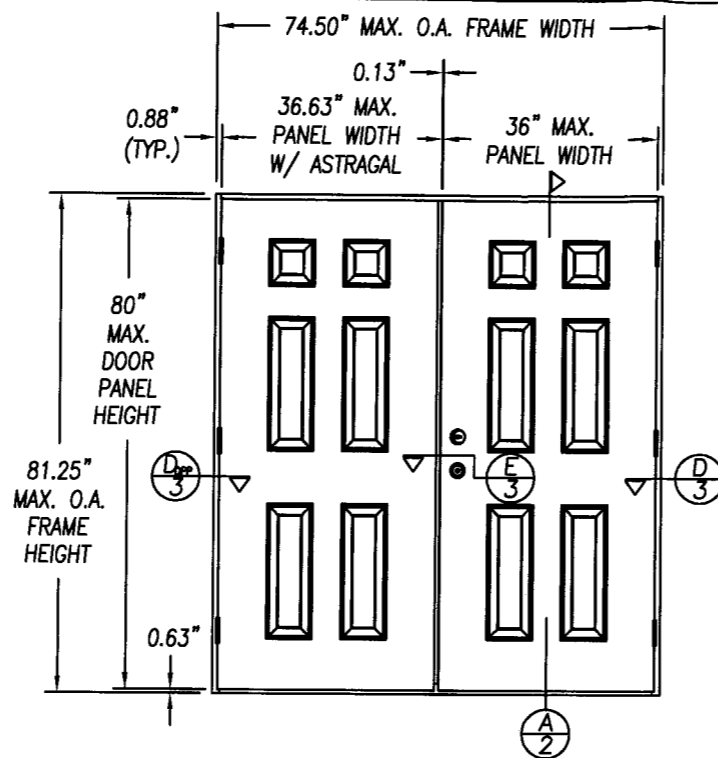 74.50" MAX. O.A. FRAME WIDTH
0.13"
0.88"
(TYP.)
36.63" MAX.
PANEL WIDTH
W/ ASTRAGAL
36" MAX.
PANEL WIDTH
80"
MAX.
DOOR
PANEL
HEIGHT
81.25"
MAX. O.A.
FRAME
HEIGHT
DOPP
3
E
3
D
3
0.63"
A
2